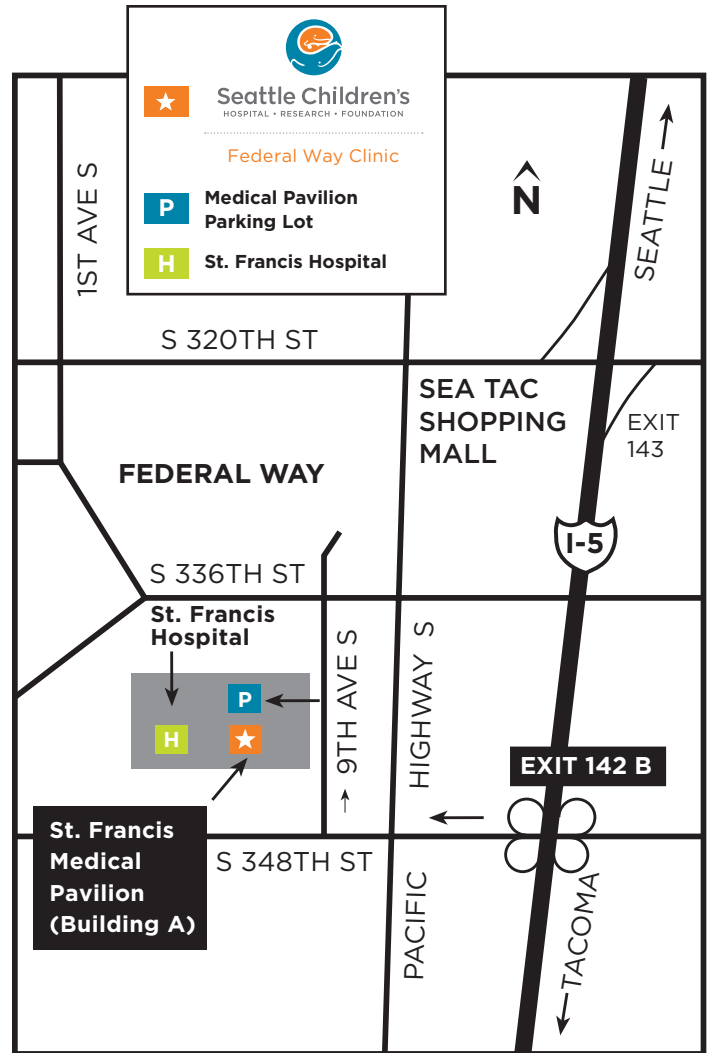 Seattle Children's
HOSPITAL • RESEARCH • FOUNDATION
Federal Way Clinic
P
Medical Pavilion
Parking Lot
H
St. Francis Hospital
N
SEATTLE
1ST AVE S
S 320TH ST
SEA TAC
SHOPPING
MALL
EXIT
143
FEDERAL WAY
I-5
S 336TH ST
St. Francis
Hospital
P
H
9TH AVE S
HIGHWAY S
EXIT 142 B
St. Francis
Medical
Pavilion
(Building A)
S 348TH ST
PACIFIC
TACOMA